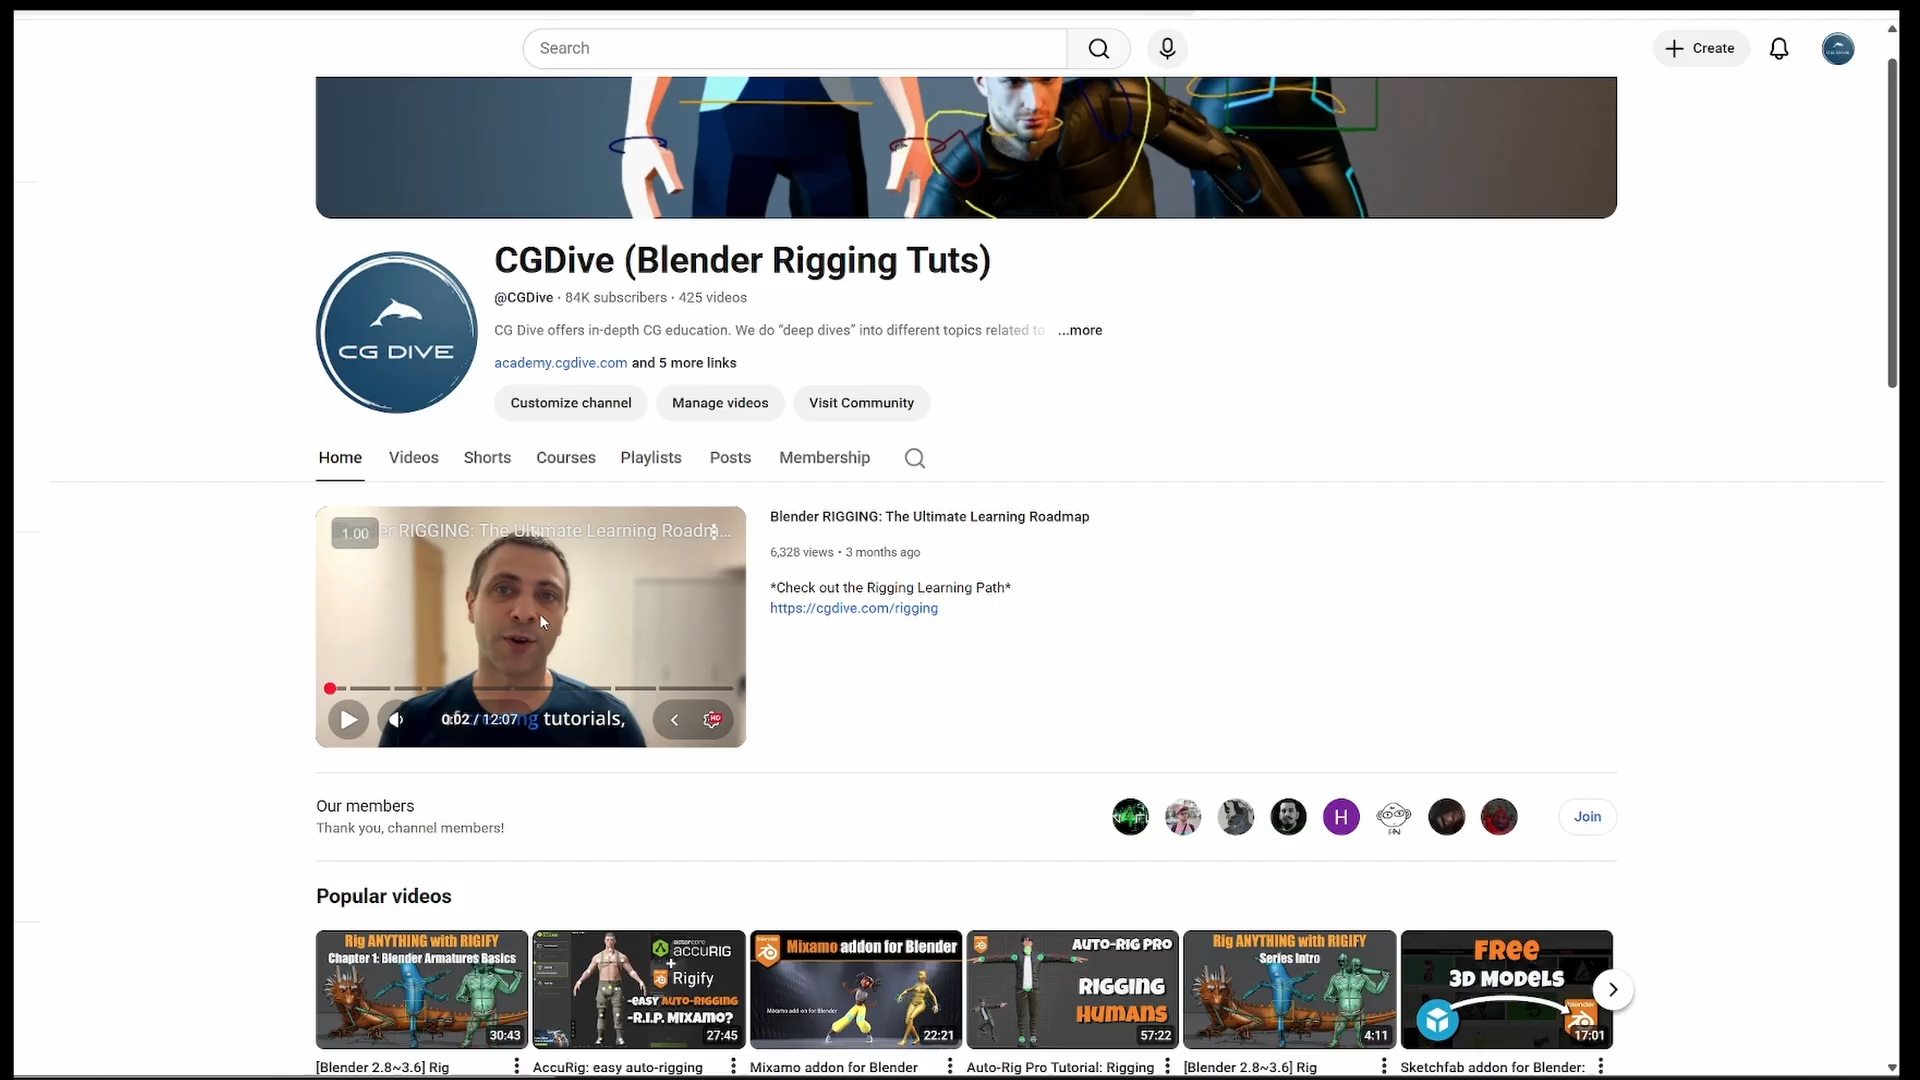 Search
Create
CGDive (Blender Rigging Tuts)
@CGDive · 84K subscribers · 425 videos
CG Dive offers in-depth CG education. We do “deep dives” into different topics related to ...more
academy.cgdive.com and 5 more links
CG DIVE
Customize channel
Manage videos
Visit Community
Home
Videos
Shorts
Courses
Playlists
Posts
Membership
1.00
RIGGING: The Ultimate Learning Roadm...
0:02 / 12:07
tutorials,
HD
Blender RIGGING: The Ultimate Learning Roadmap
6,328 views • 3 months ago
*Check out the Rigging Learning Path*
https://cgdive.com/rigging
Our members
Thank you, channel members!
H
Join
Popular videos
Rig ANYTHING with RIGIFY
Chapter 1: Blender Armatures Basics
30:43
actorcore
accuRIG
+
Rigify
-easy AUTO-RIGGING
-R.I.P. MIXAMO?
27:45
Mixamo addon for Blender
Mixamo add-on for Blender
22:21
AUTO-RIG PRO
RIGGING
HUMANS
57:22
Rig ANYTHING with RIGIFY
Series Intro
4:11
FREE
3D MODELS
blender
17:01
[Blender 2.8~3.6] Rig
AccuRig: easy auto-rigging
Mixamo addon for Blender
Auto-Rig Pro Tutorial: Rigging
[Blender 2.8~3.6] Rig
Sketchfab addon for Blender: